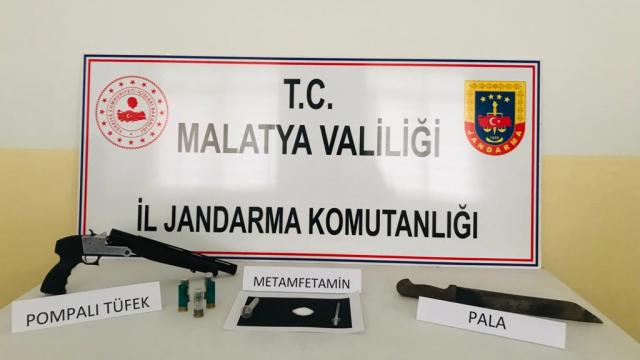 T.C.
MALATYA VALİLİĞİ
İL JANDARMA KOMUTANLIĞI
JANDARMA
POMPALI TÜFEK
METAMFETAMİN
PALA